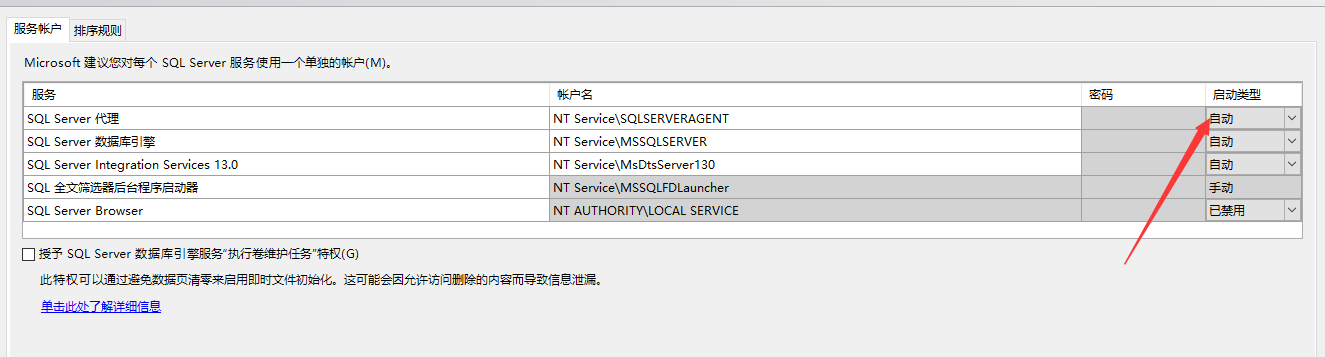 服务帐户 排序规则
Microsoft 建议您对每个 SQL Server 服务使用一个单独的帐户(M)。
服务 帐户名 密码 启动类型
SQL Server 代理 NT Service\SQLSERVERAGENT 自动
SQL Server 数据库引擎 NT Service\MSSQLSERVER 自动
SQL Server Integration Services 13.0 NT Service\MsDtsServer130 自动
SQL 全文筛选器后台程序启动器 NT Service\MSSQLFDLauncher 手动
SQL Server Browser NT AUTHORITY\LOCAL SERVICE 已禁用
授予 SQL Server 数据库引擎服务“执行卷维护任务”特权(G)
此特权可以通过避免数据页清零来启用即时文件初始化。这可能会因允许访问删除的内容而导致信息泄漏。
单击此处了解详细信息